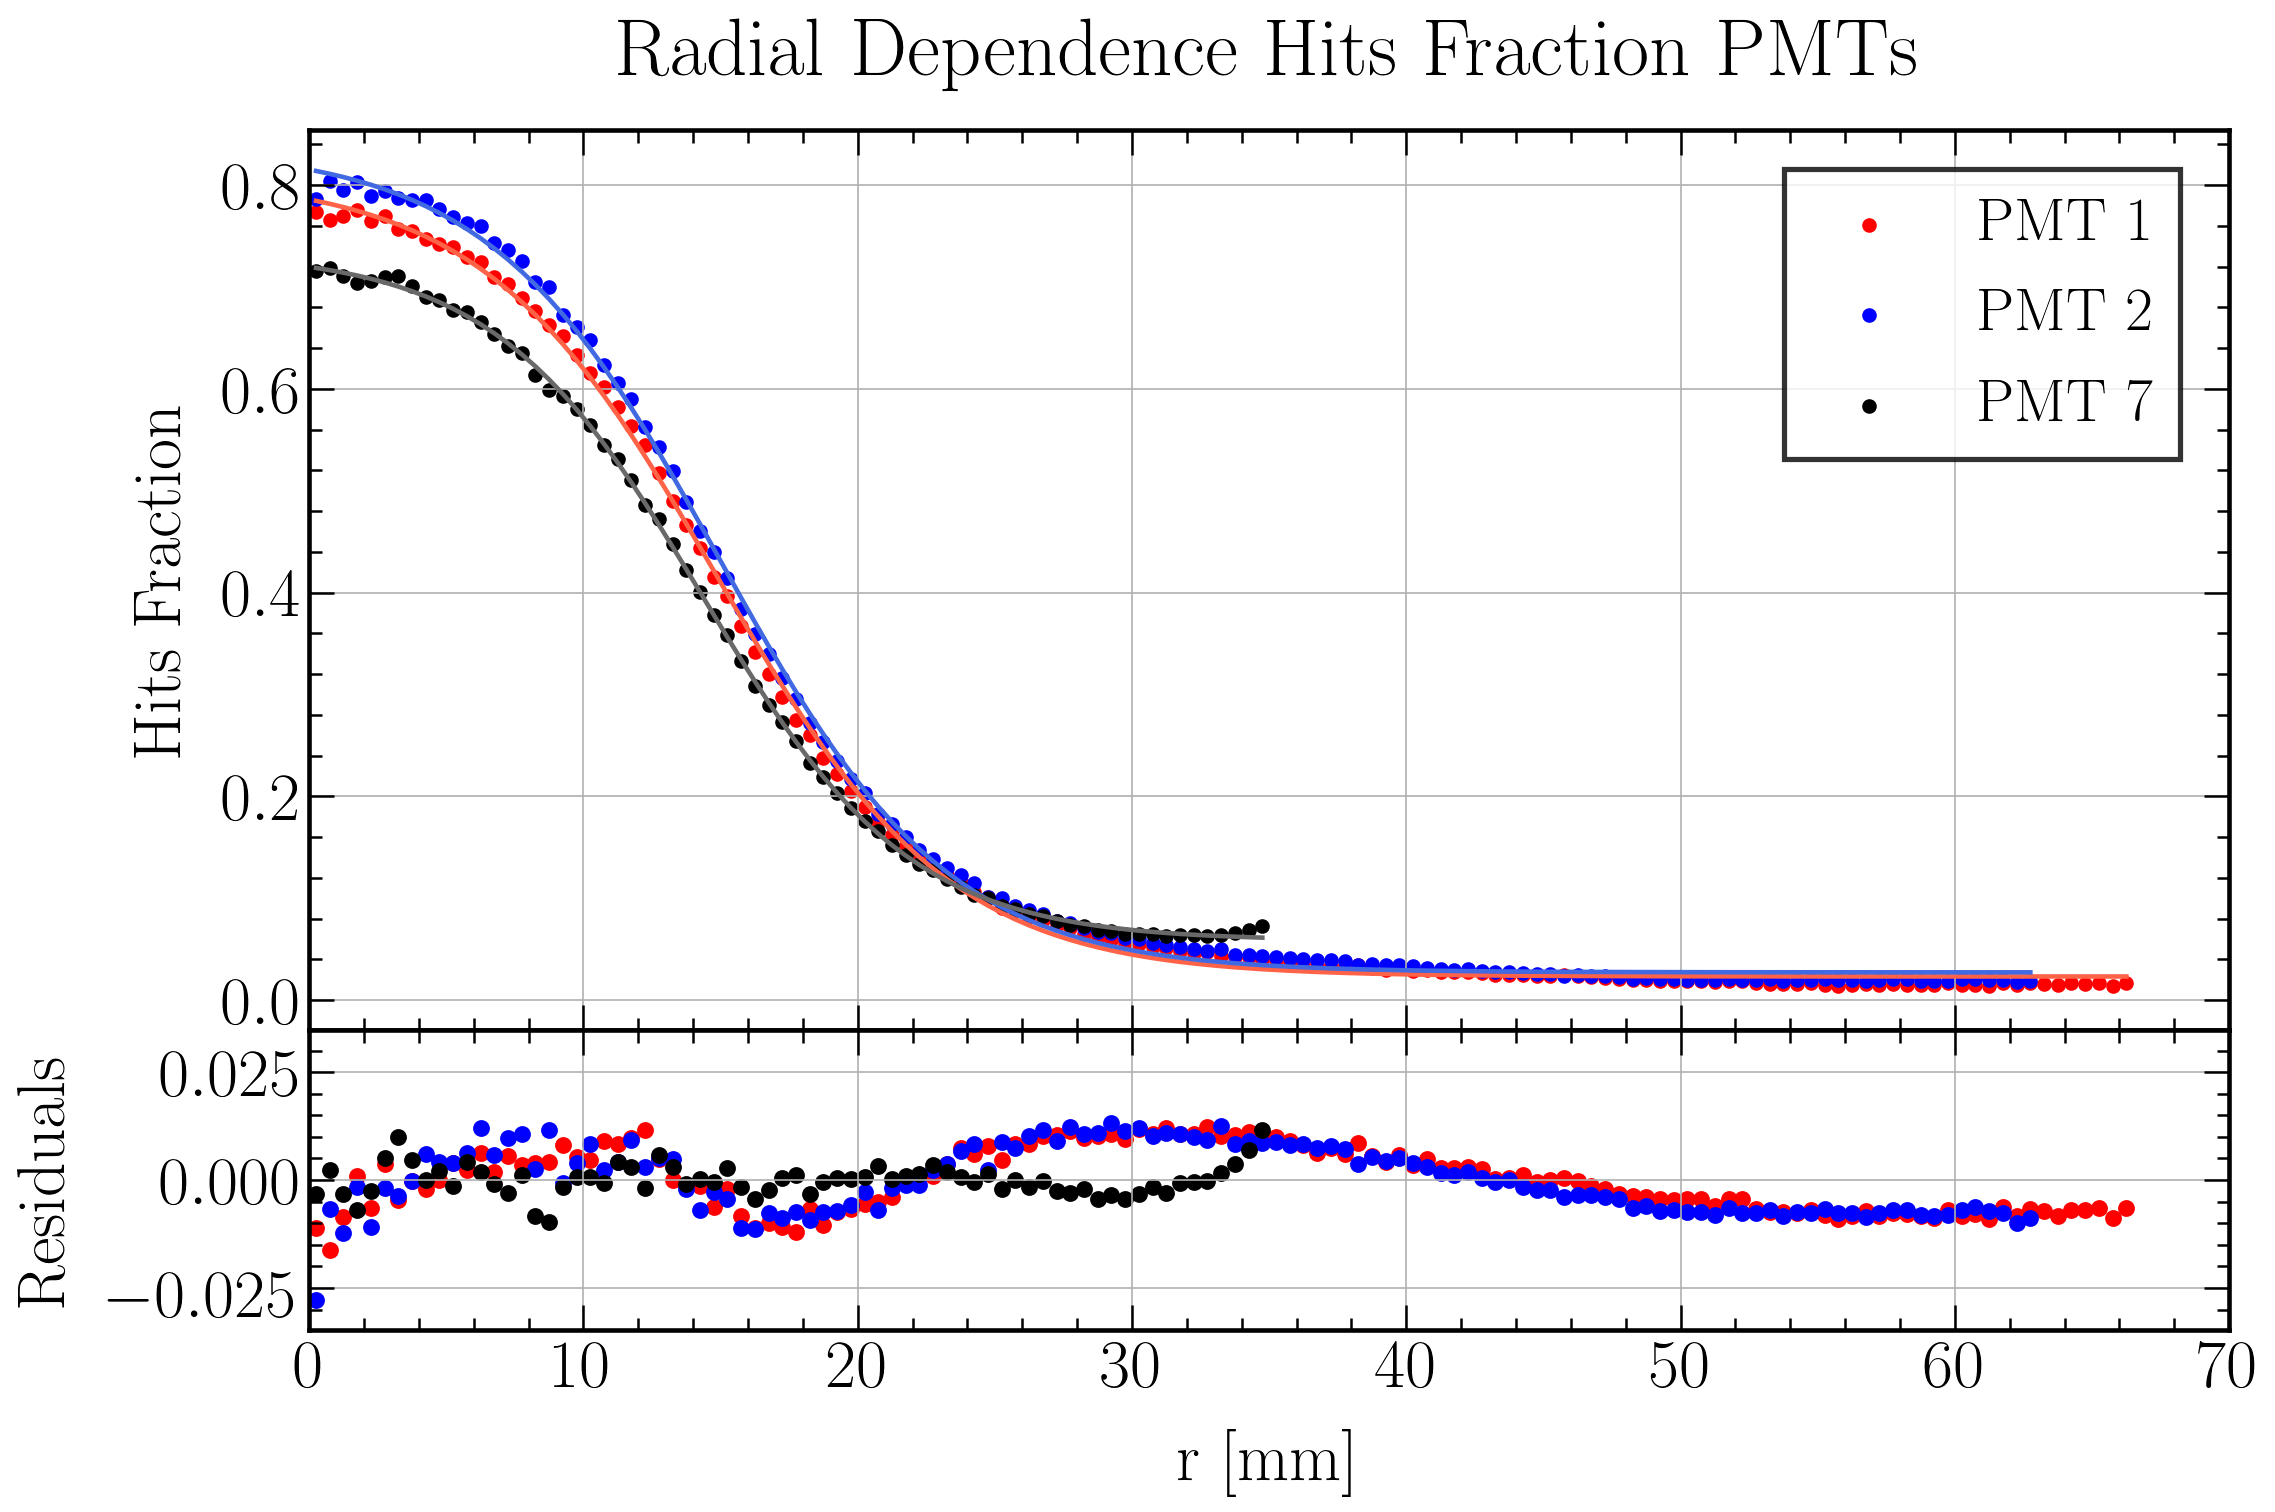 Radial Dependence Hits Fraction PMTs
Hits Fraction
0.8
0.6
0.4
0.2
0.0
PMT 1
PMT 2
PMT 7
Residuals
0.025
0.000
−0.025
0 10 20 30 40 50 60 70
r [mm]